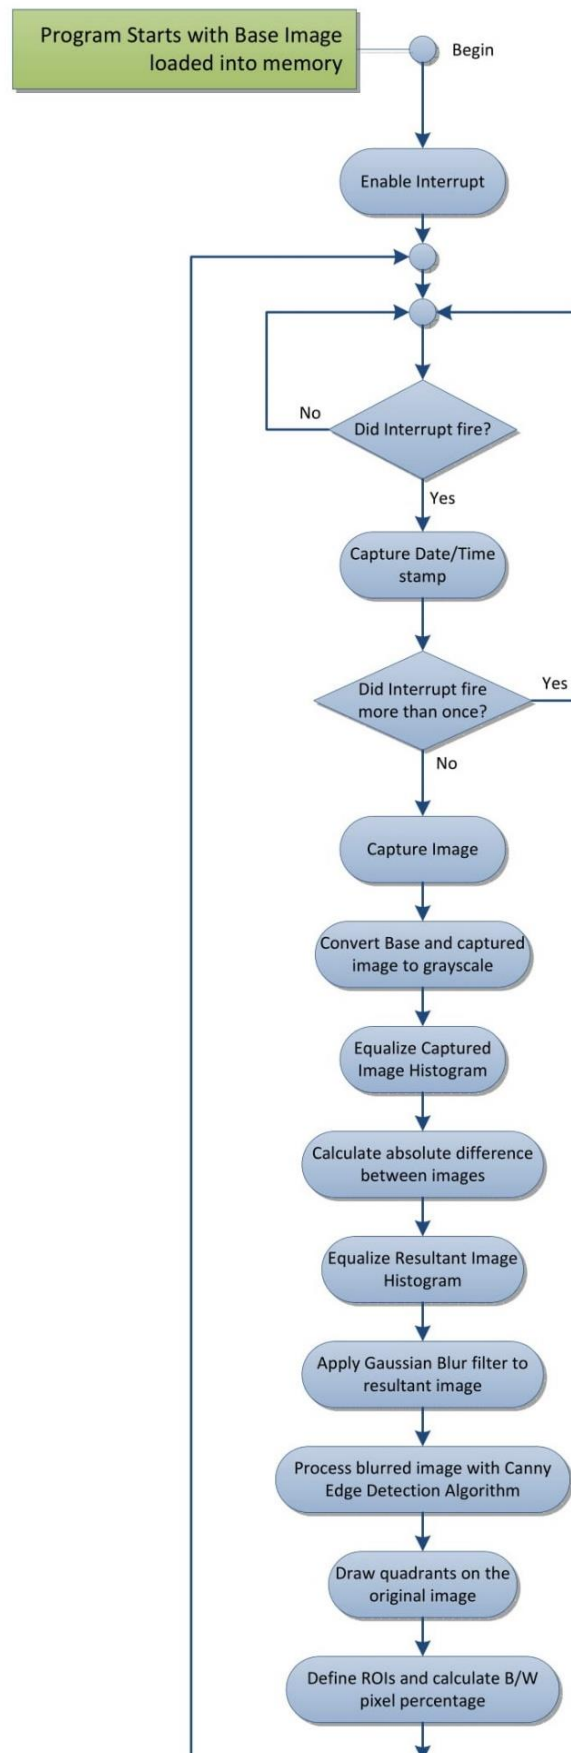 Program Starts with Base Image
loaded into memory
Begin
Enable Interrupt
Did Interrupt fire?
No
Yes
Capture Date/Time
stamp
Did Interrupt fire
more than once?
Yes
No
Capture Image
Convert Base and captured
image to grayscale
Equalize Captured
Image Histogram
Calculate absolute difference
between images
Equalize Resultant Image
Histogram
Apply Gaussian Blur filter to
resultant image
Process blurred image with Canny
Edge Detection Algorithm
Draw quadrants on the
original image
Define ROIs and calculate B/W
pixel percentage